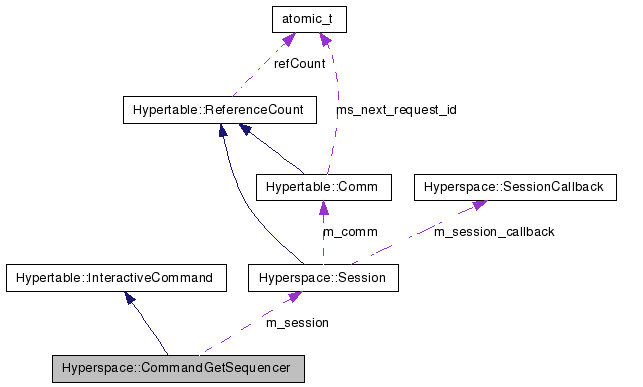 atomic_t
refCount
Hypertable::ReferenceCount
ms_next_request_id
Hypertable::Comm
Hyperspace::SessionCallback
m_comm
m_session_callback
Hypertable::InteractiveCommand
Hyperspace::Session
m_session
Hyperspace::CommandGetSequencer